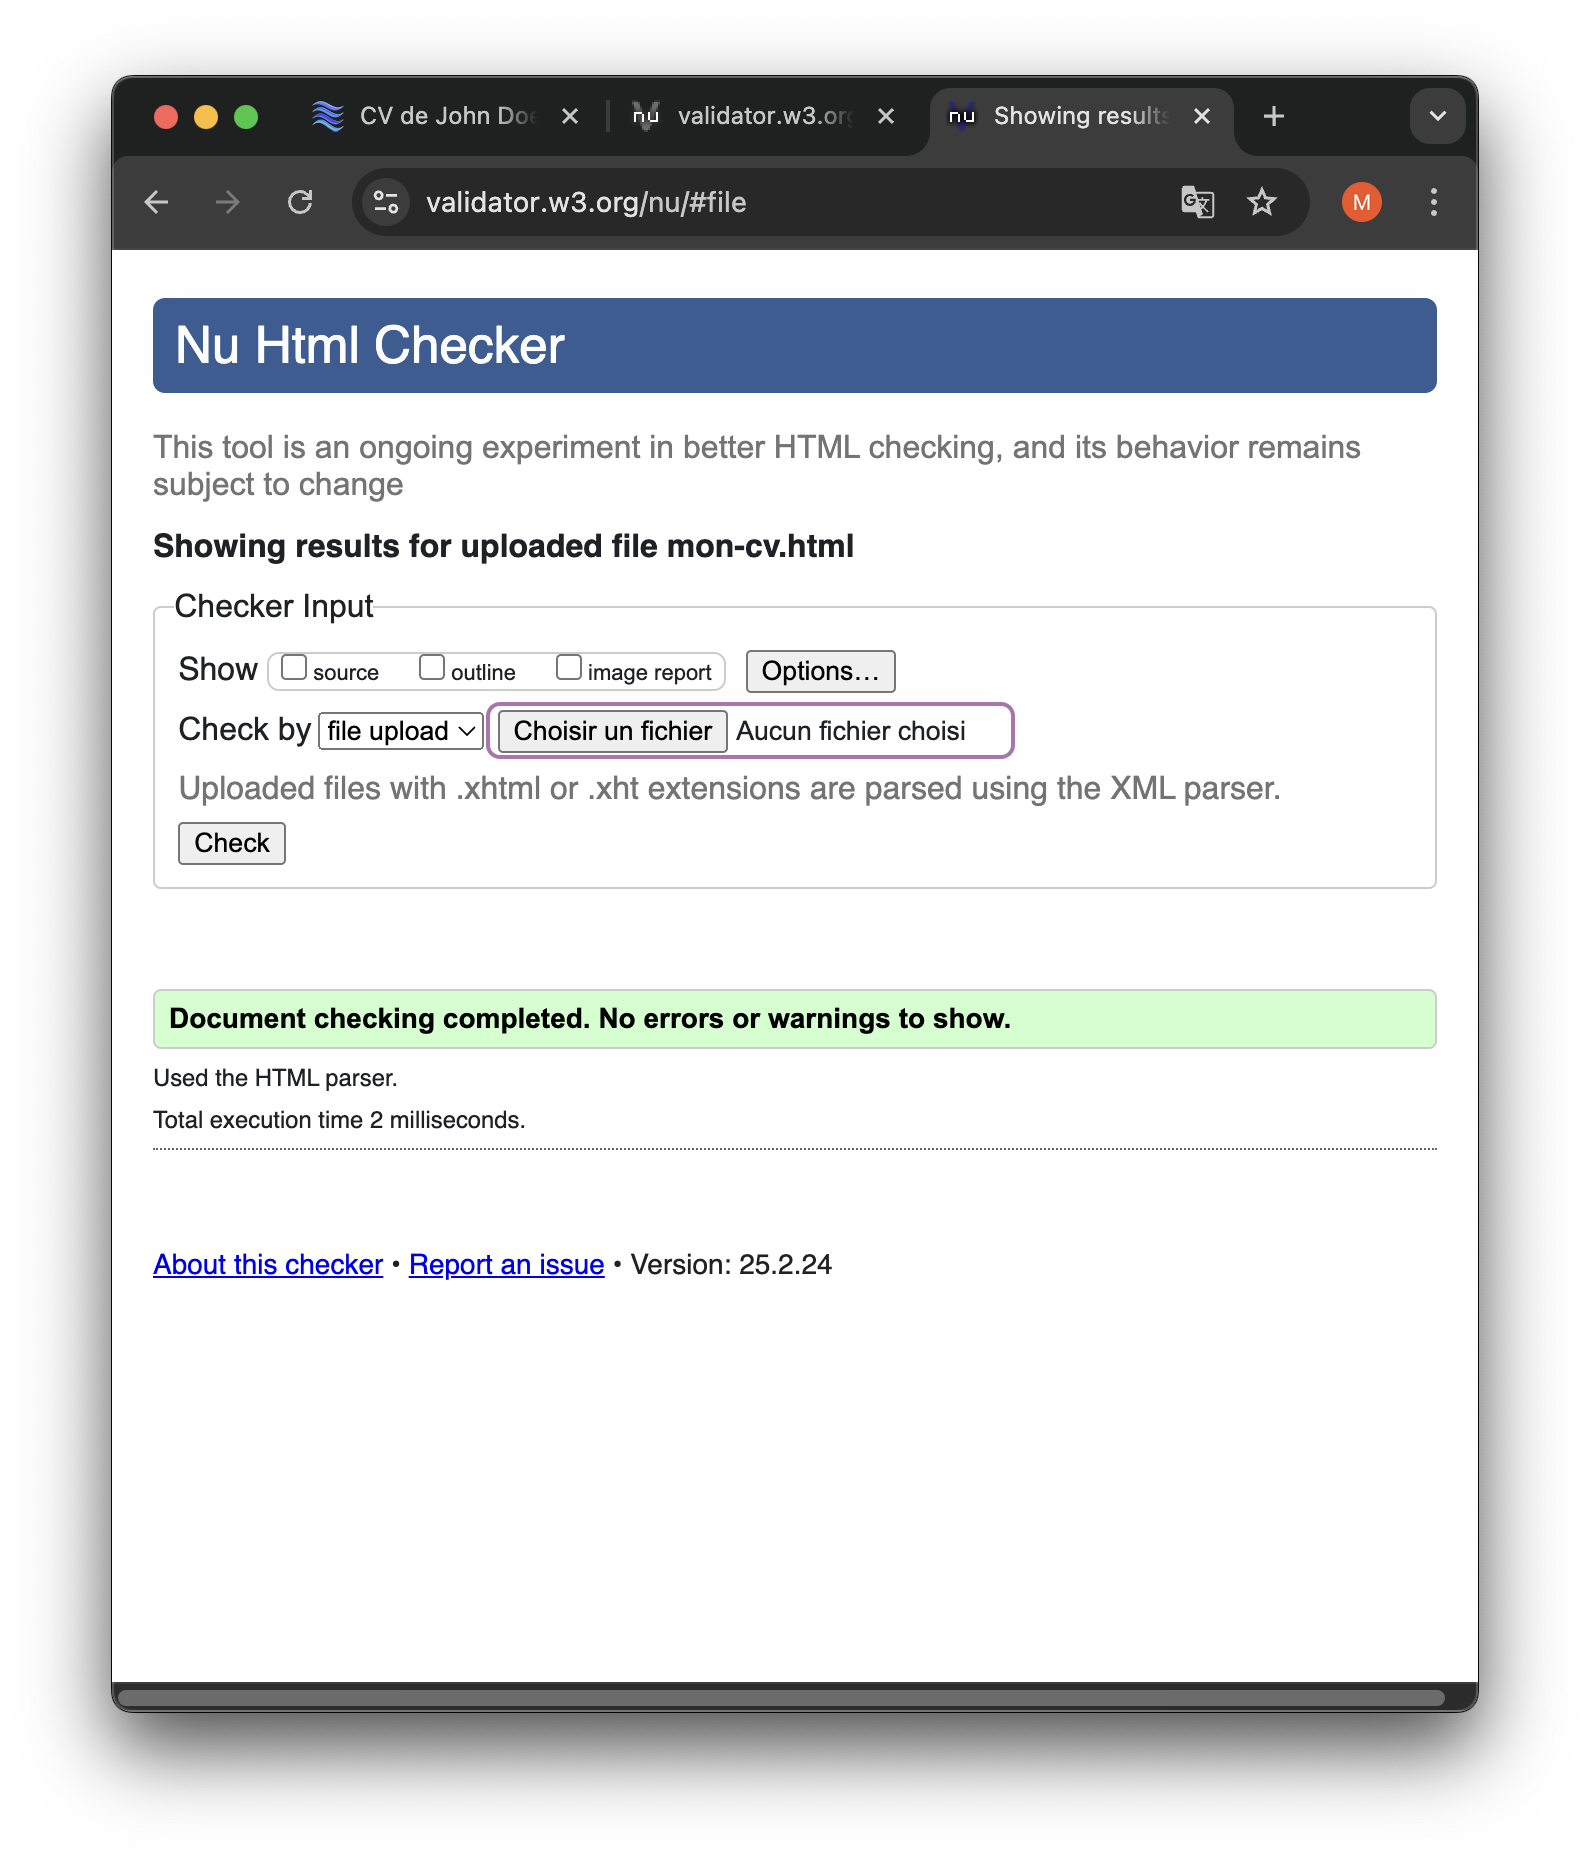 CV de John Doe
validator.w3.org
Showing results
validator.w3.org/nu/#file
M
Nu Html Checker
This tool is an ongoing experiment in better HTML checking, and its behavior remains
subject to change
Showing results for uploaded file mon-cv.html
Checker Input
Show source outline image report Options...
Check by file upload Choisir un fichier Aucun fichier choisi
Uploaded files with .xhtml or .xht extensions are parsed using the XML parser.
Check
Document checking completed. No errors or warnings to show.
Used the HTML parser.
Total execution time 2 milliseconds.
About this checker • Report an issue • Version: 25.2.24